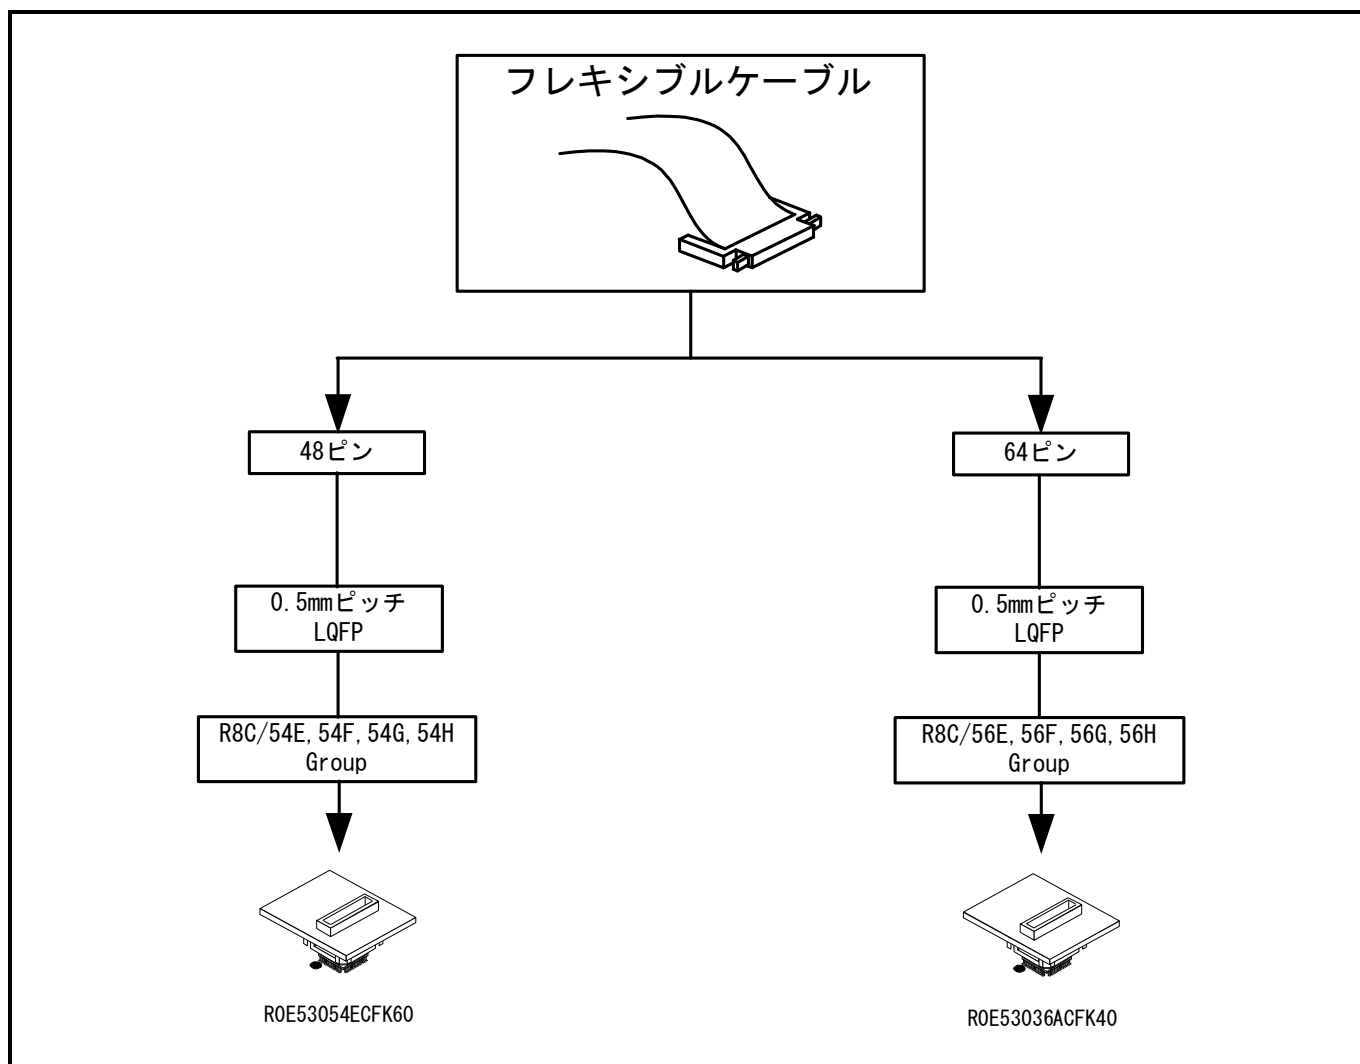 フレキシブルケーブル
48ピン
64ピン
0.5mmピッチ
LQFP
0.5mmピッチ
LQFP
R8C/54E,54F,54G,54H
Group
R8C/56E,56F,56G,56H
Group
R0E53054ECFK60
R0E53036ACFK40